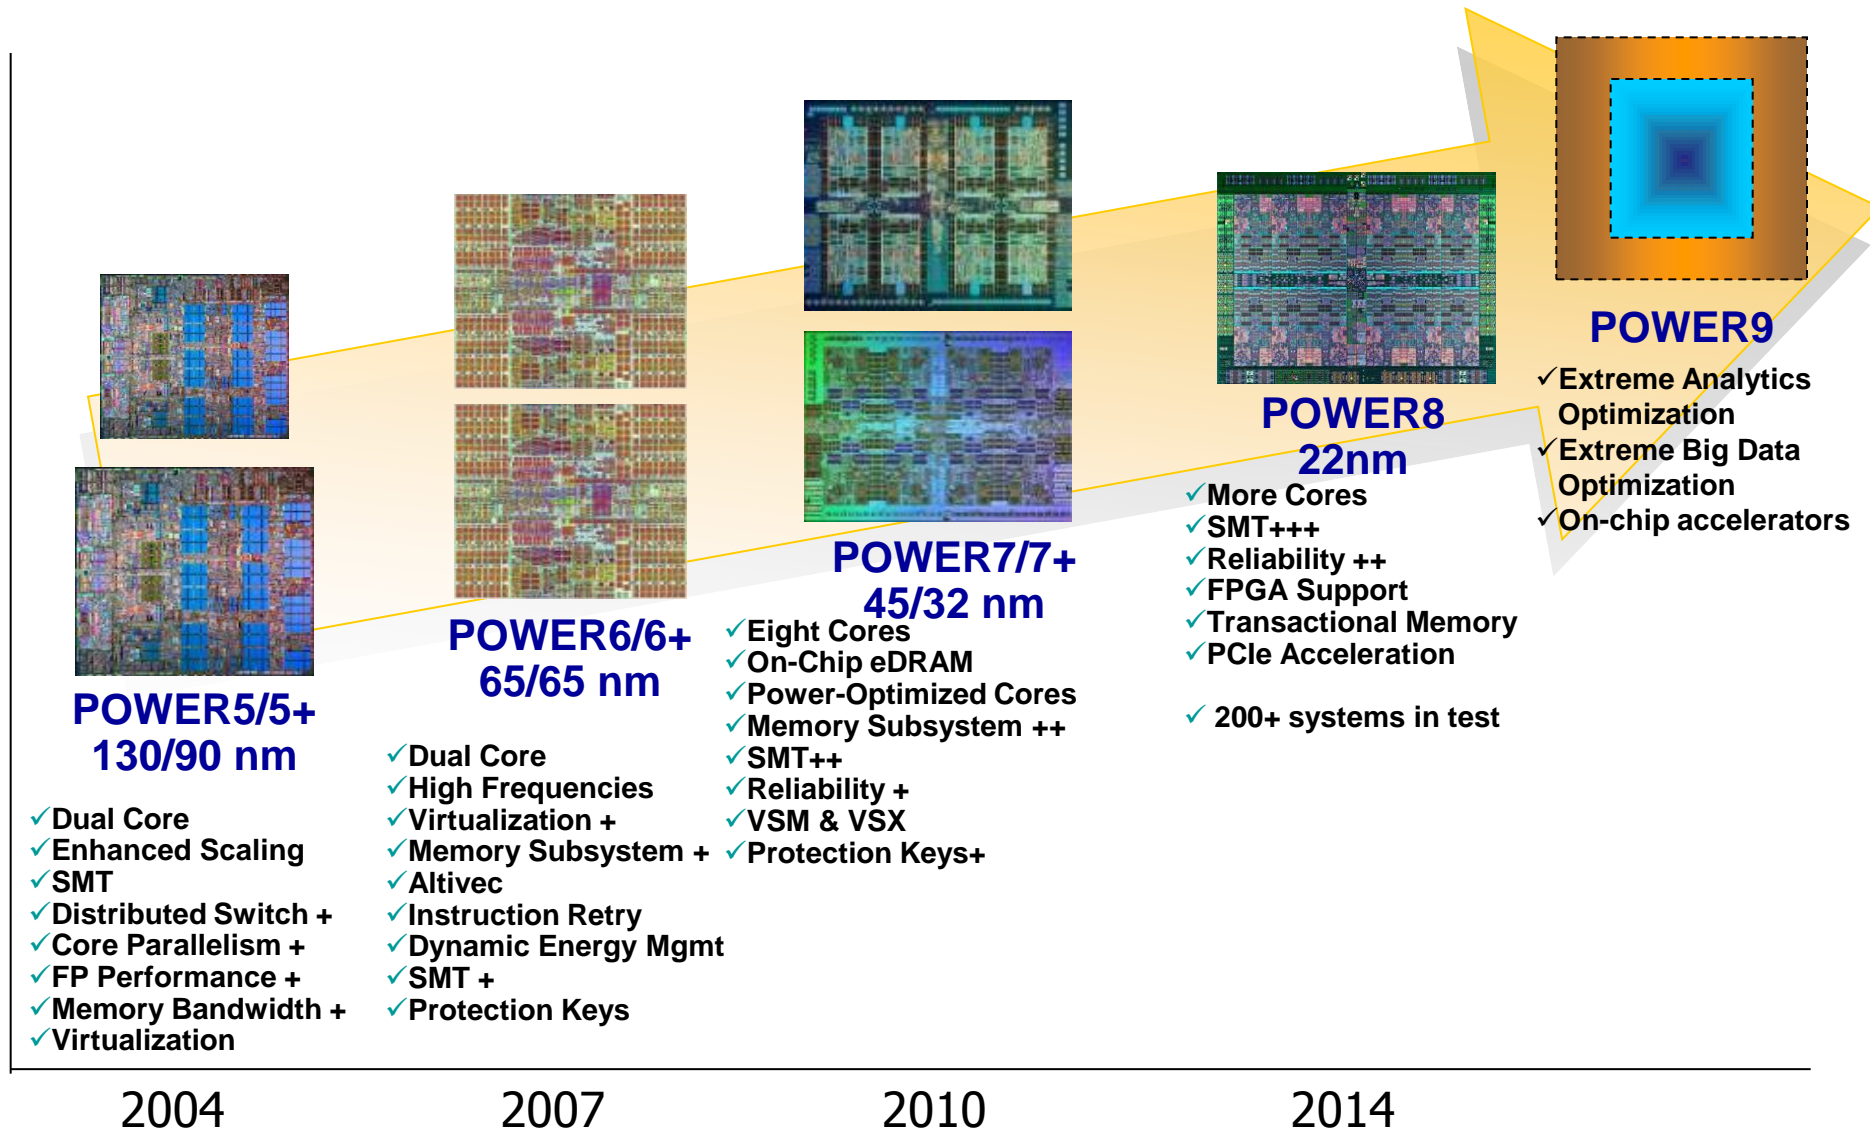 POWER5/5+
130/90 nm
✓Dual Core
✓Enhanced Scaling
✓SMT
✓Distributed Switch +
✓Core Parallelism +
✓FP Performance +
✓Memory Bandwidth +
✓Virtualization
POWER6/6+
65/65 nm
✓Dual Core
✓High Frequencies
✓Virtualization +
✓Memory Subsystem +
✓Altivec
✓Instruction Retry
✓Dynamic Energy Mgmt
✓SMT +
✓Protection Keys
POWER7/7+
45/32 nm
✓Eight Cores
✓On-Chip eDRAM
✓Power-Optimized Cores
✓Memory Subsystem ++
✓SMT++
✓Reliability +
✓VSM & VSX
✓Protection Keys+
POWER8
22nm
✓More Cores
✓SMT+++
✓Reliability ++
✓FPGA Support
✓Transactional Memory
✓PCIe Acceleration
✓ 200+ systems in test
POWER9
✓Extreme Analytics
Optimization
✓Extreme Big Data
Optimization
✓On-chip accelerators
2004
2007
2010
2014